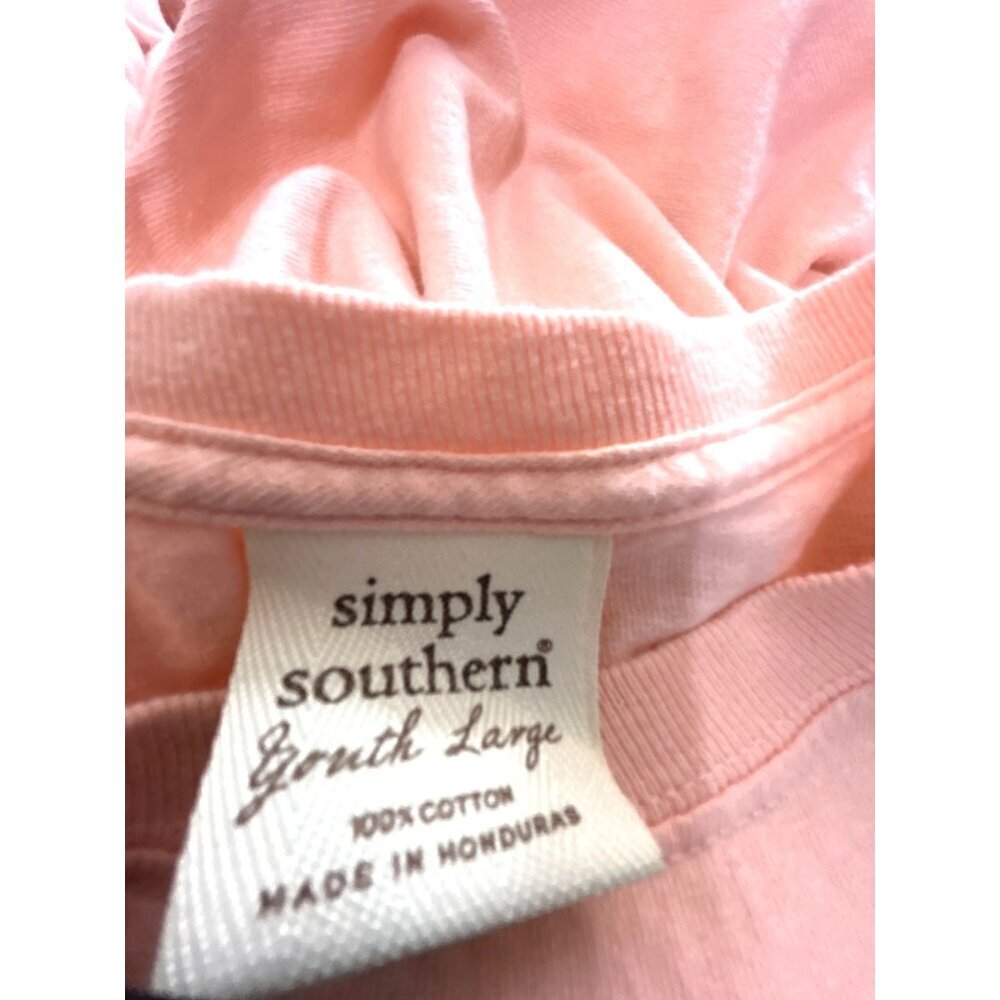 simply
southern®
Youth Large
100% COTTON
MADE IN HONDURAS